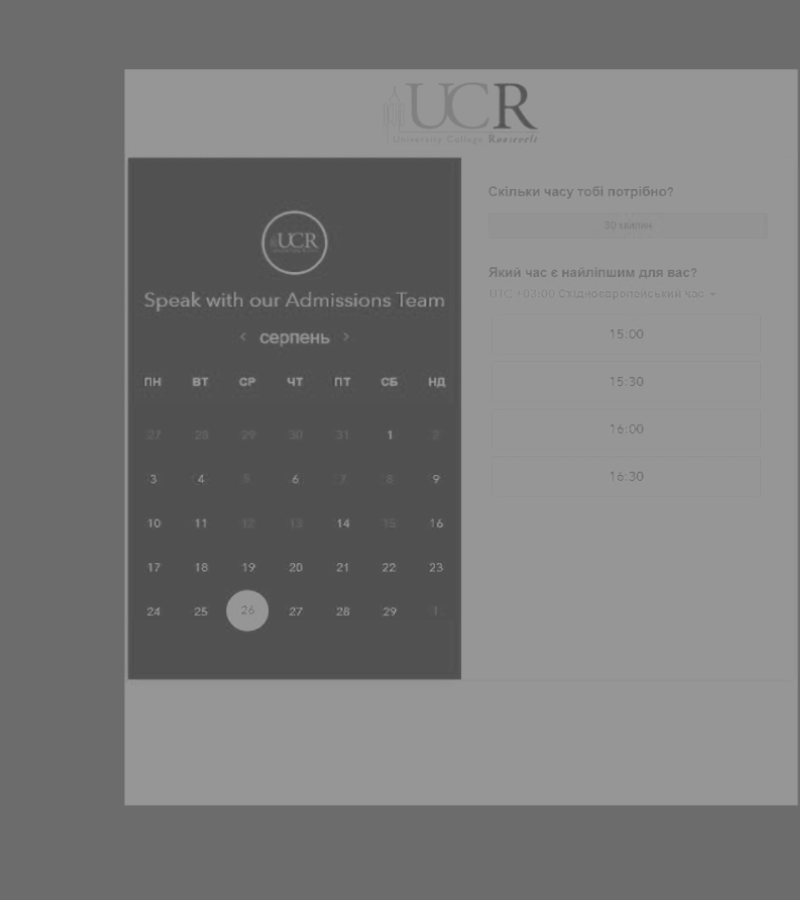 UCR
University College Roosevelt
UCR
Speak with our Admissions Team
< серпень >
ПН ВТ СР ЧТ ПТ СБ НД
27 28 29 30 31 1 2
3 4 5 6 7 8 9
10 11 12 13 14 15 16
17 18 19 20 21 22 23
24 25 26 27 28 29 1
Скільки часу тобі потрібно?
30 хвилин
Який час є найліпшим для вас?
UTC +03:00 Східноєвропейський час
15:00
15:30
16:00
16:30